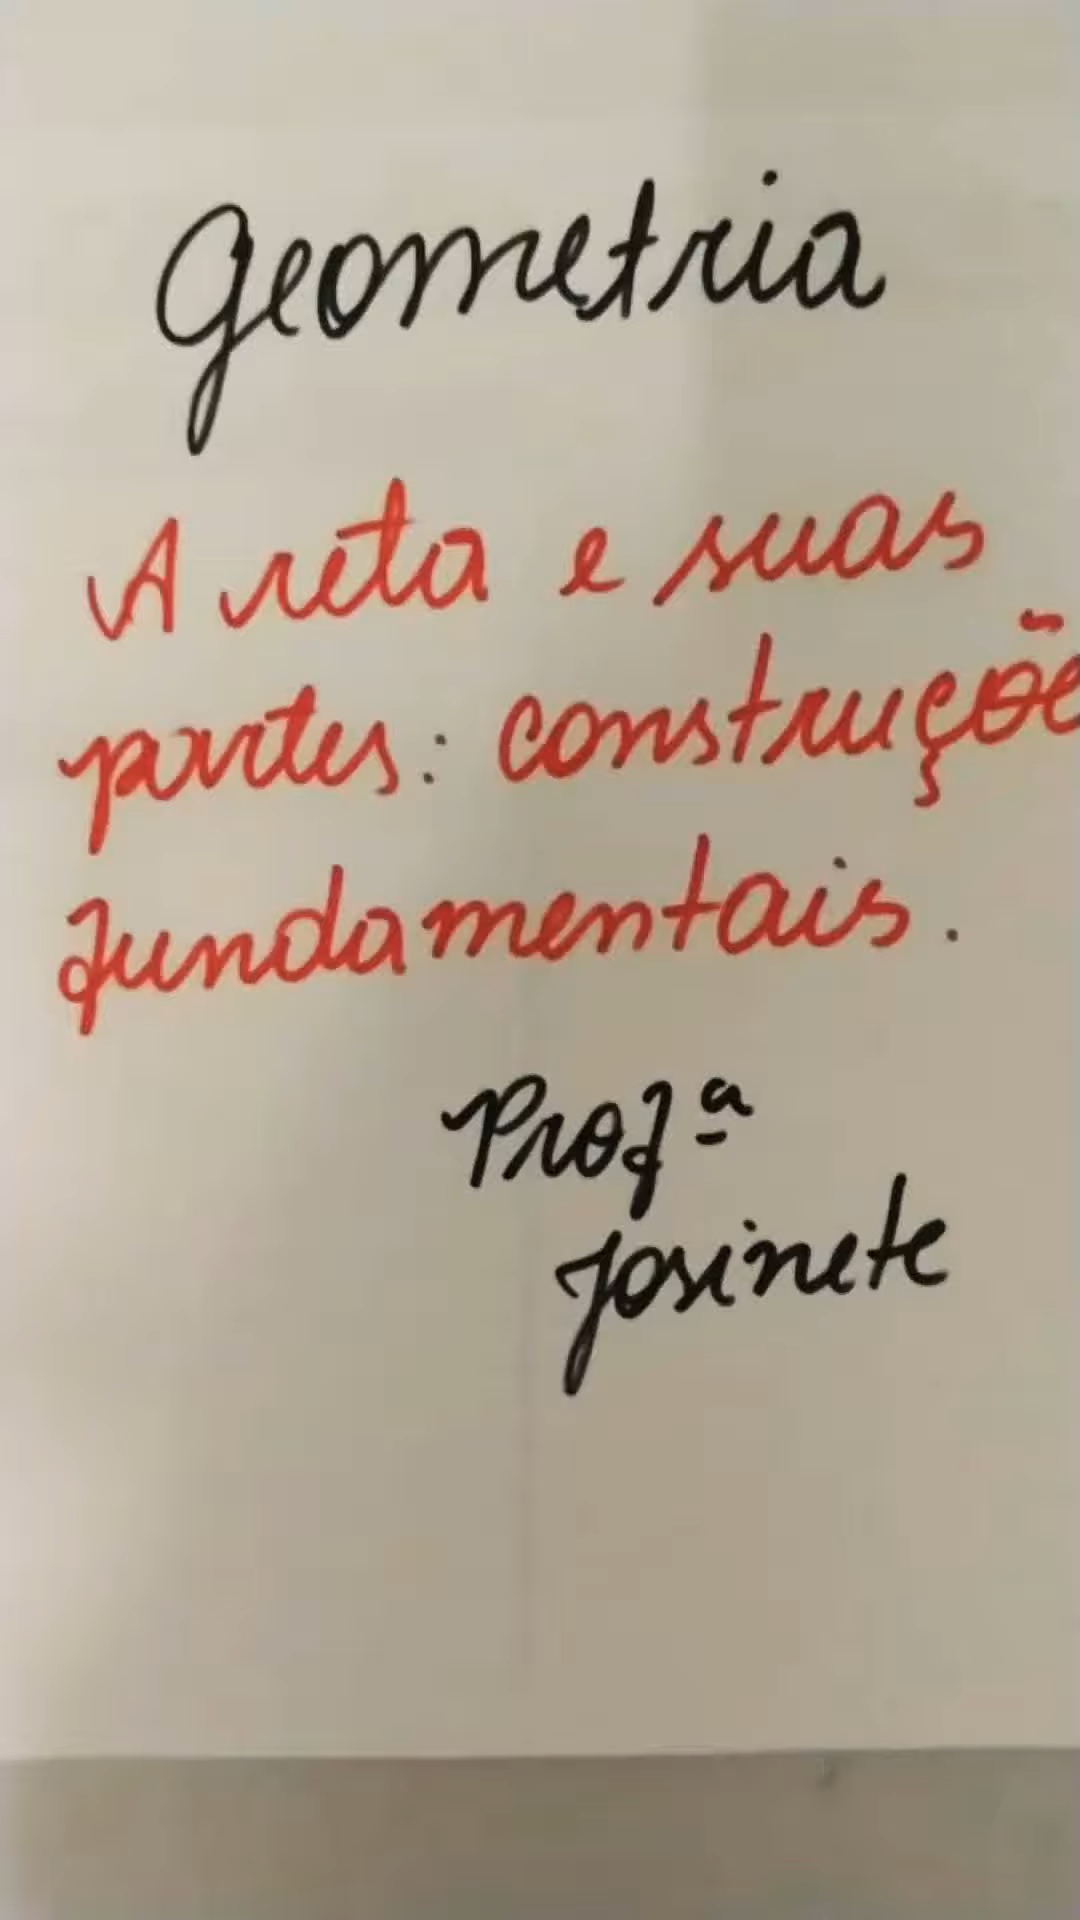 Geometria
A reta e suas
partes: construçõe
fundamentais.
Profª
Josinete